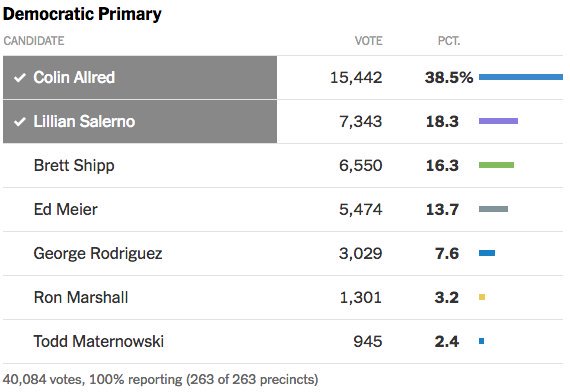 Democratic Primary
CANDIDATE VOTE PCT.
✓ Colin Allred 15,442 38.5%
✓ Lillian Salerno 7,343 18.3
Brett Shipp 6,550 16.3
Ed Meier 5,474 13.7
George Rodriguez 3,029 7.6
Ron Marshall 1,301 3.2
Todd Maternowski 945 2.4
40,084 votes, 100% reporting (263 of 263 precincts)